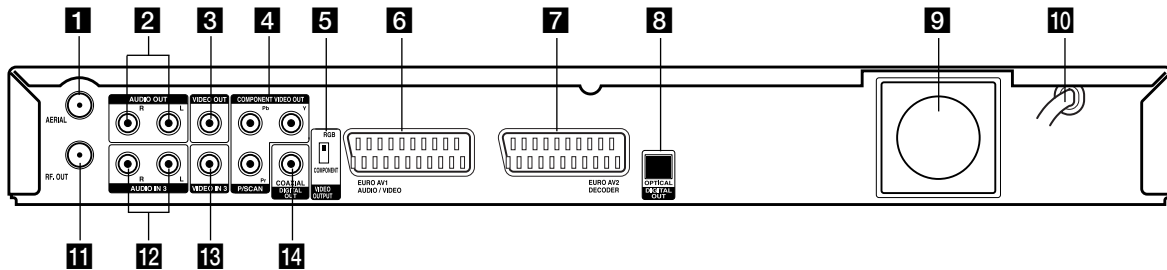 1 2 3 4 5 6 7 8 9 10
AERIAL
RF. OUT
AUDIO OUT
R L
R L
AUDIO IN 3
VIDEO OUT
VIDEO IN 3
COMPONENT VIDEO OUT
Pb Y
Pr
P/SCAN
COAXIAL
DIGITAL
OUT
RGB
COMPONENT
VIDEO
OUTPUT
EURO AV1
AUDIO / VIDEO
EURO AV2
DECODER
OPTICAL
DIGITAL
OUT
11 12 13 14